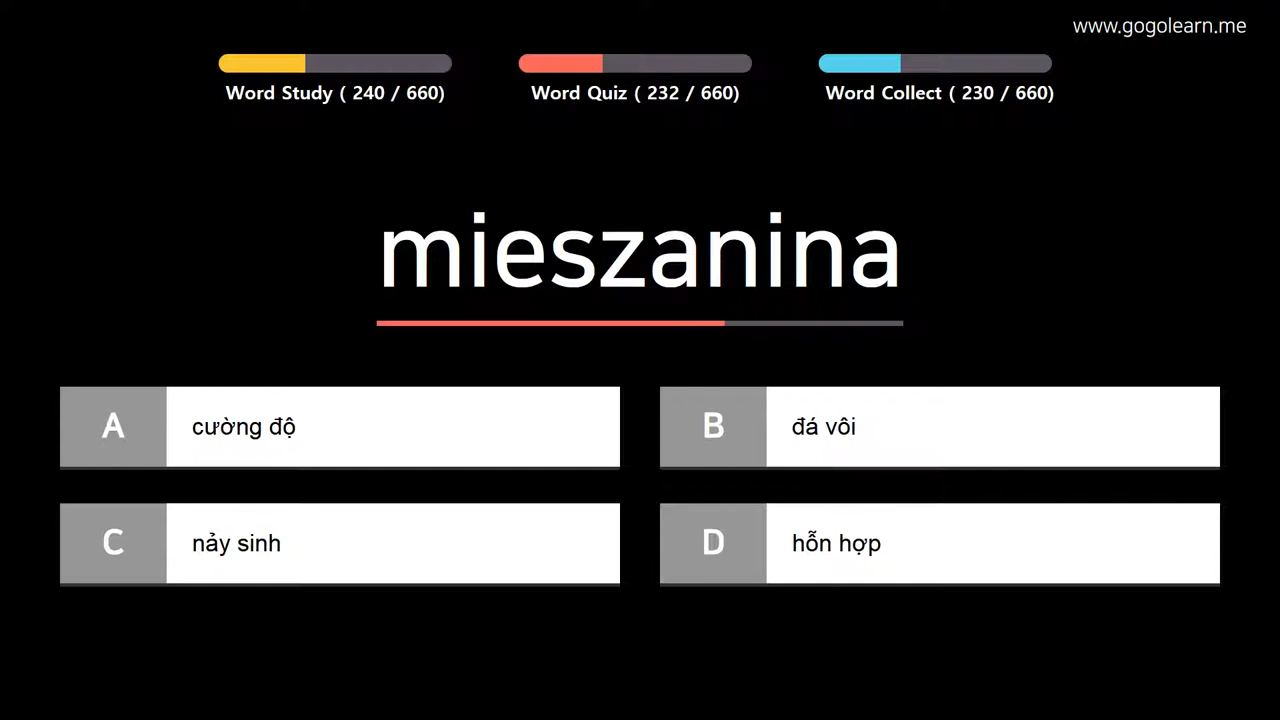 www.gogolearn.me
Word Study ( 240 / 660)
Word Quiz ( 232 / 660)
Word Collect ( 230 / 660)
mieszanina
A
cường độ
B
đá vôi
C
nảy sinh
D
hỗn hợp